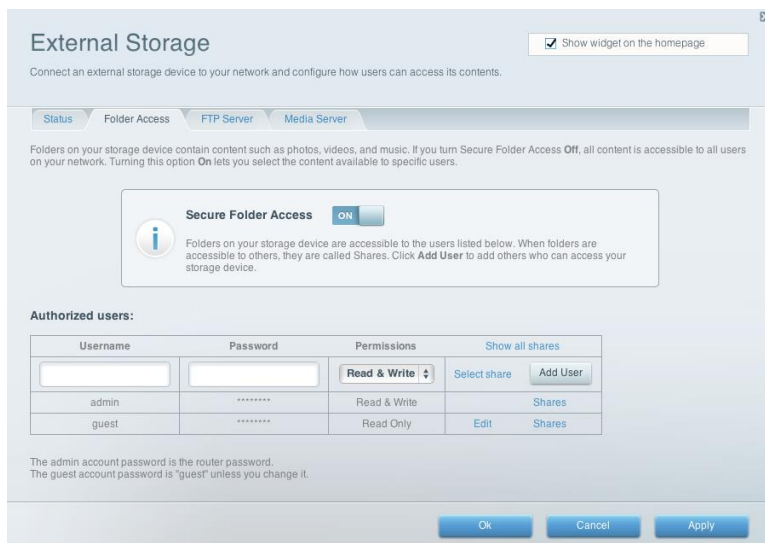 External Storage
Show widget on the homepage
Connect an external storage device to your network and configure how users can access its contents.
Status Folder Access FTP Server Media Server
Folders on your storage device contain content such as photos, videos, and music. If you turn Secure Folder Access Off, all content is accessible to all users
on your network. Turning this option On lets you select the content available to specific users.
Secure Folder Access ON
Folders on your storage device are accessible to the users listed below. When folders are
accessible to others, they are called Shares. Click Add User to add others who can access your
storage device.
Authorized users:
Username Password Permissions Show all shares
Read & Write Select share Add User
admin ******** Read & Write Shares
guest ******** Read Only Edit Shares
The admin account password is the router password.
The guest account password is "guest" unless you change it.
Ok Cancel Apply